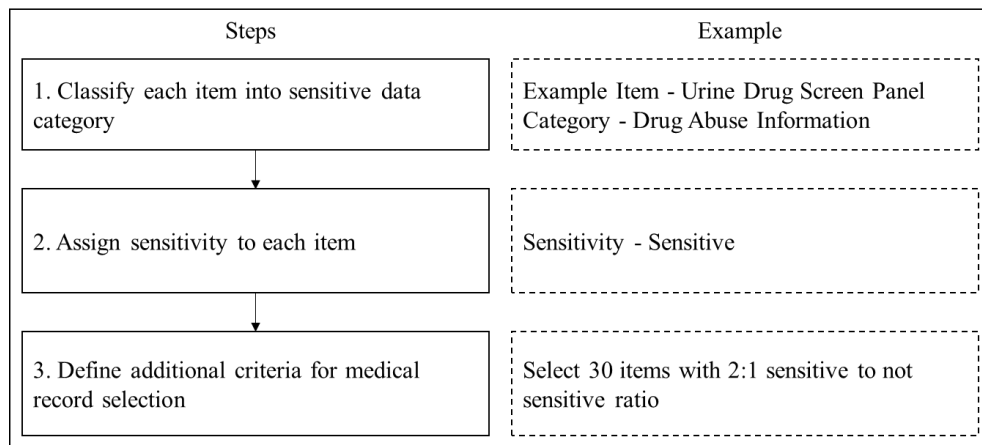 Steps
Example
1. Classify each item into sensitive data
category
Example Item - Urine Drug Screen Panel
Category - Drug Abuse Information
2. Assign sensitivity to each item
Sensitivity - Sensitive
3. Define additional criteria for medical
record selection
Select 30 items with 2:1 sensitive to not
sensitive ratio